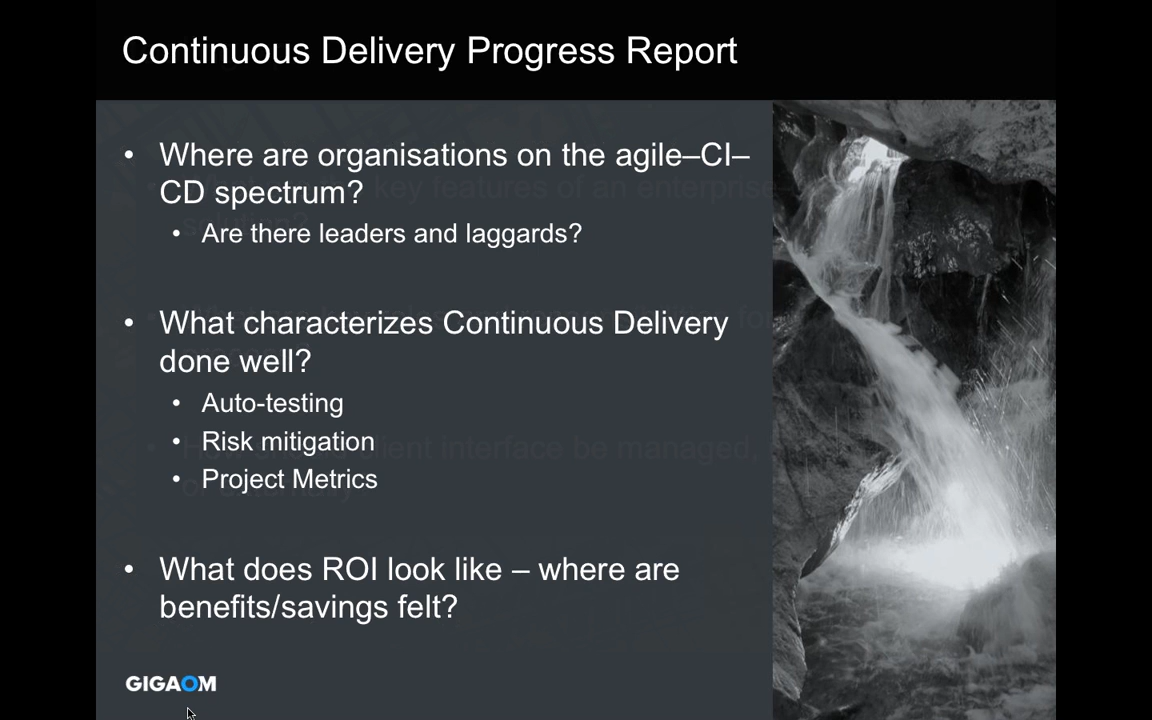 Continuous Delivery Progress Report
• Where are organisations on the agile–CI–
CD spectrum?
• Are there leaders and laggards?
• What characterizes Continuous Delivery
done well?
• Auto-testing
• Risk mitigation
• Project Metrics
• What does ROI look like – where are
benefits/savings felt?
GIGAOM